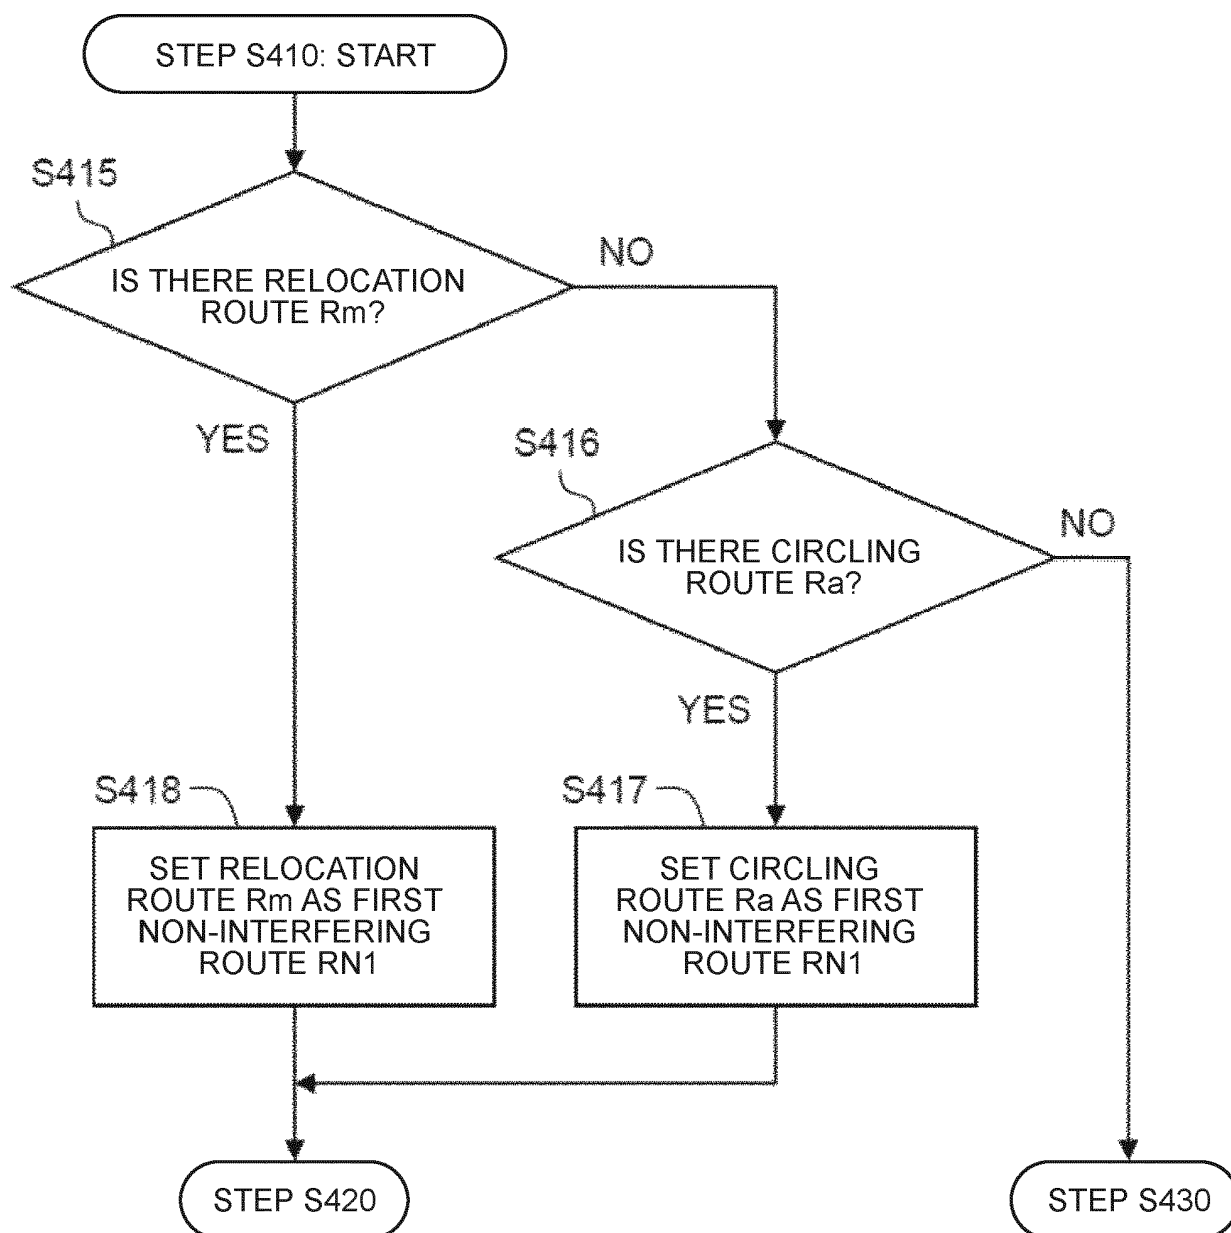 STEP S410: START
S415
IS THERE RELOCATION
ROUTE Rm?
NO
YES
S416
IS THERE CIRCLING
ROUTE Ra?
NO
YES
S418
SET RELOCATION
ROUTE Rm AS FIRST
NON-INTERFERING
ROUTE RN1
S417
SET CIRCLING
ROUTE Ra AS FIRST
NON-INTERFERING
ROUTE RN1
STEP S420
STEP S430